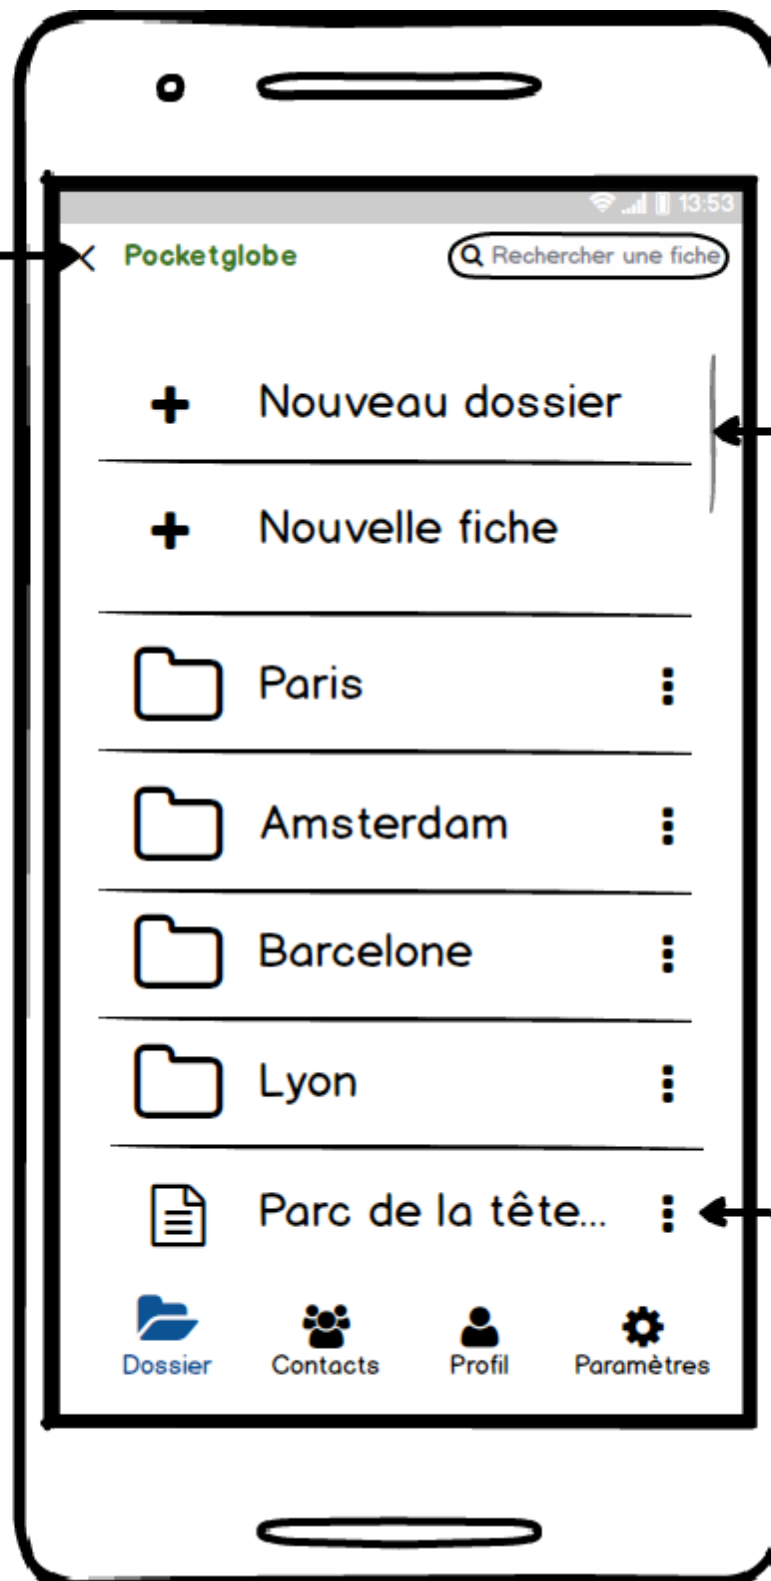 13:53
Pocketglobe
Rechercher une fiche
Nouveau dossier
Nouvelle fiche
Paris
Amsterdam
Barcelone
Lyon
Parc de la tête...
Dossier Contacts Profil Paramètres